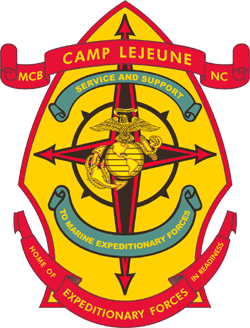 MCB CAMP LEJEUNE NC
SERVICE AND SUPPORT
TO MARINE EXPEDITIONARY FORCES
HOME OF EXPEDITIONARY FORCES IN READINESS